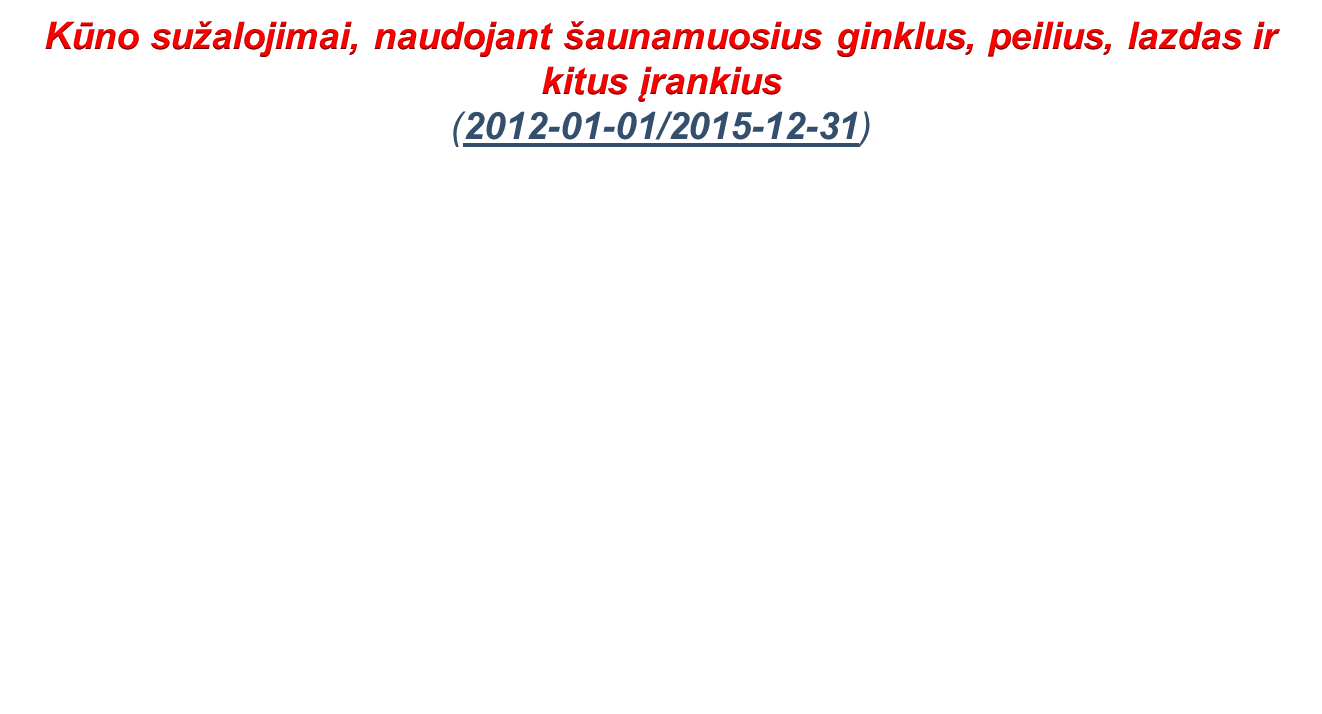 Kūno sužalojimai, naudojant šaunamuosius ginklus, peilius, lazdas ir
kitus įrankius
(2012-01-01/2015-12-31)